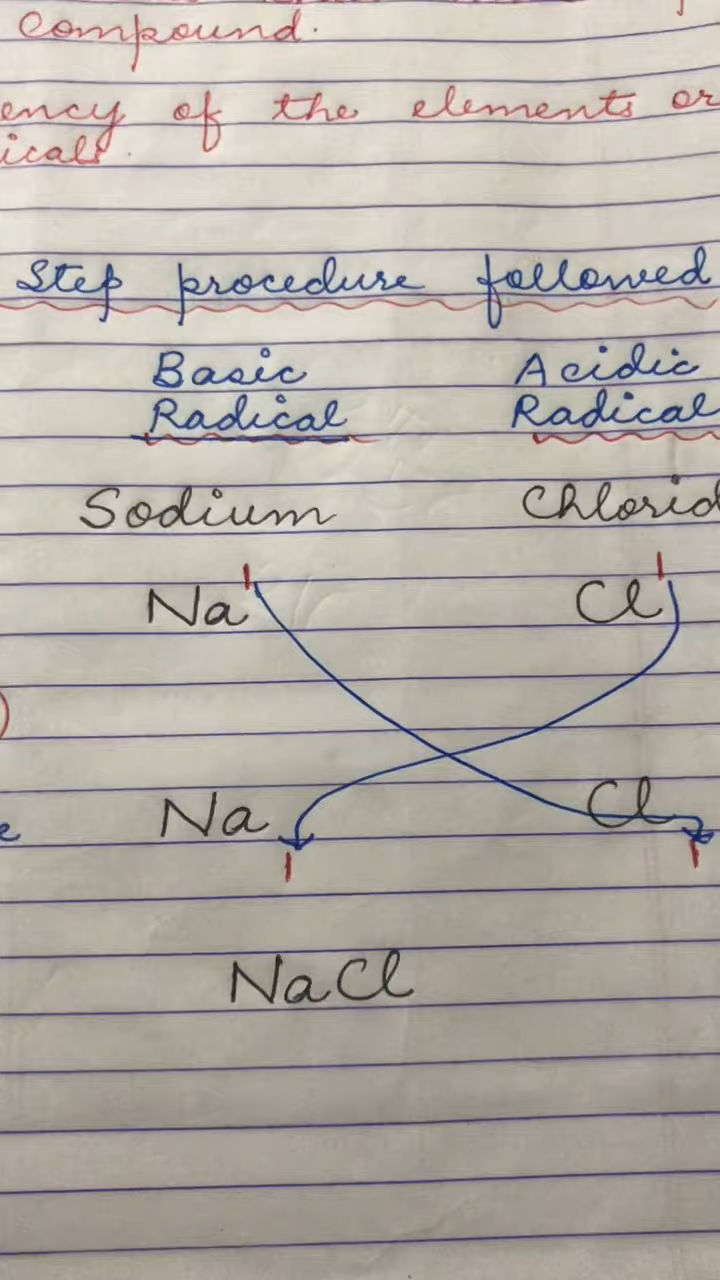 compound.
ency of the elements or
icals.
Step procedure followed
Basic Acidic
Radical Radical
Sodium Chlorid
Na 1 Cl 1
Na 1 Cl 1
e
NaCl